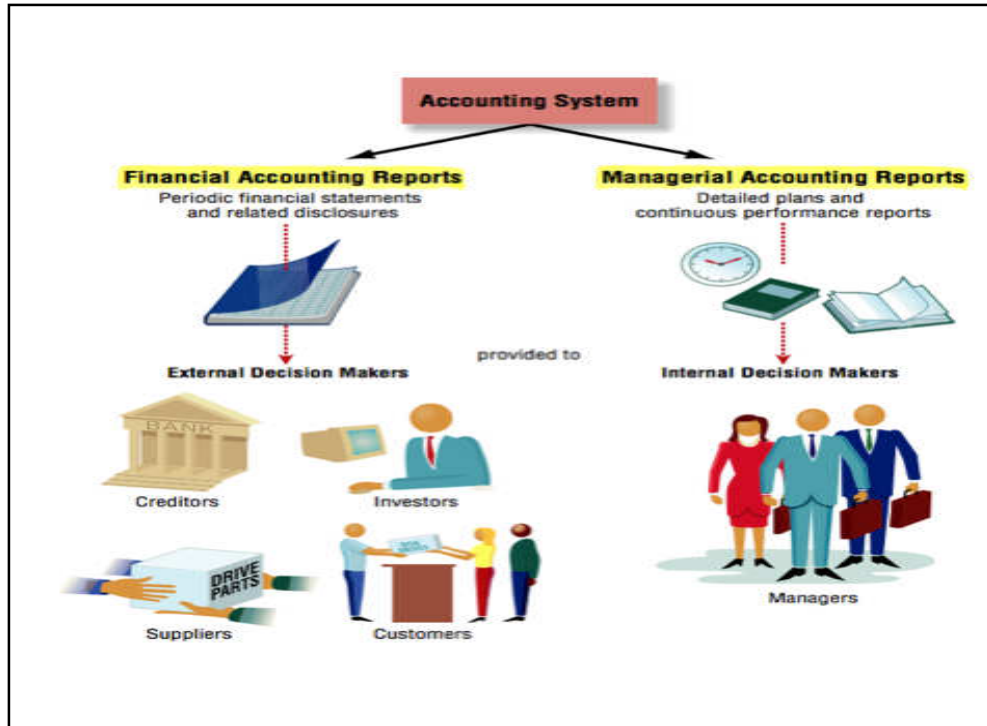 Accounting System
Financial Accounting Reports
Periodic financial statements
and related disclosures
Managerial Accounting Reports
Detailed plans and
continuous performance reports
provided to
External Decision Makers
Internal Decision Makers
BANK
Creditors
Investors
DRIVE
PARTS
Suppliers
Customers
Managers